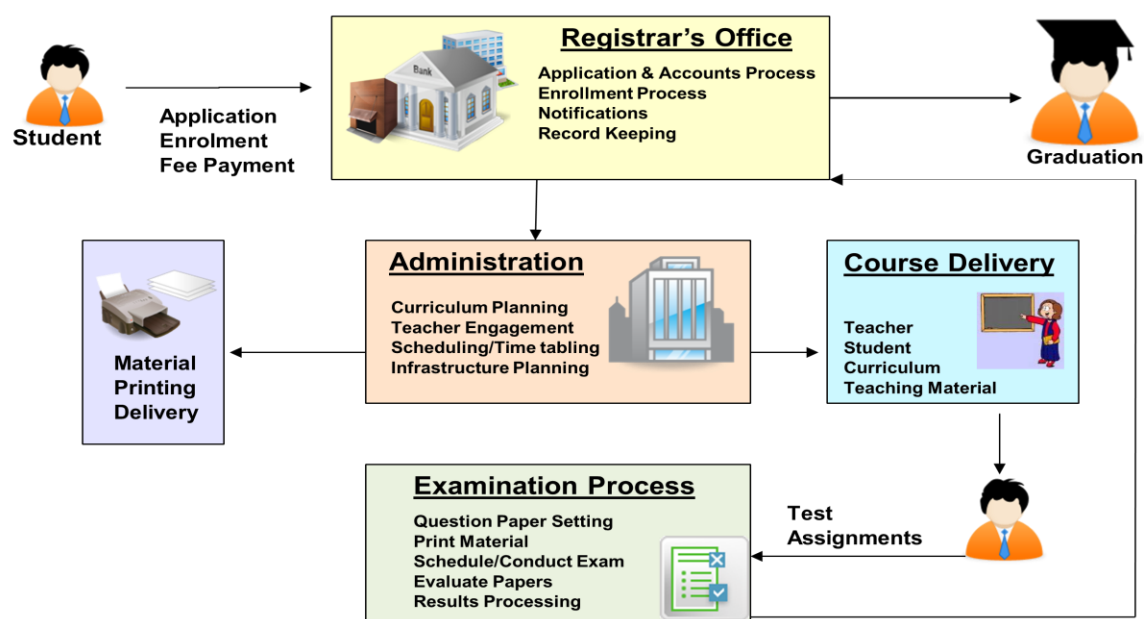 Registrar's Office
Bank
Application & Accounts Process
Enrollment Process
Notifications
Record Keeping
Student
Application
Enrolment
Fee Payment
Graduation
Material
Printing
Delivery
Administration
Curriculum Planning
Teacher Engagement
Scheduling/Time tabling
Infrastructure Planning
Course Delivery
Teacher
Student
Curriculum
Teaching Material
Test
Assignments
Examination Process
Question Paper Setting
Print Material
Schedule/Conduct Exam
Evaluate Papers
Results Processing